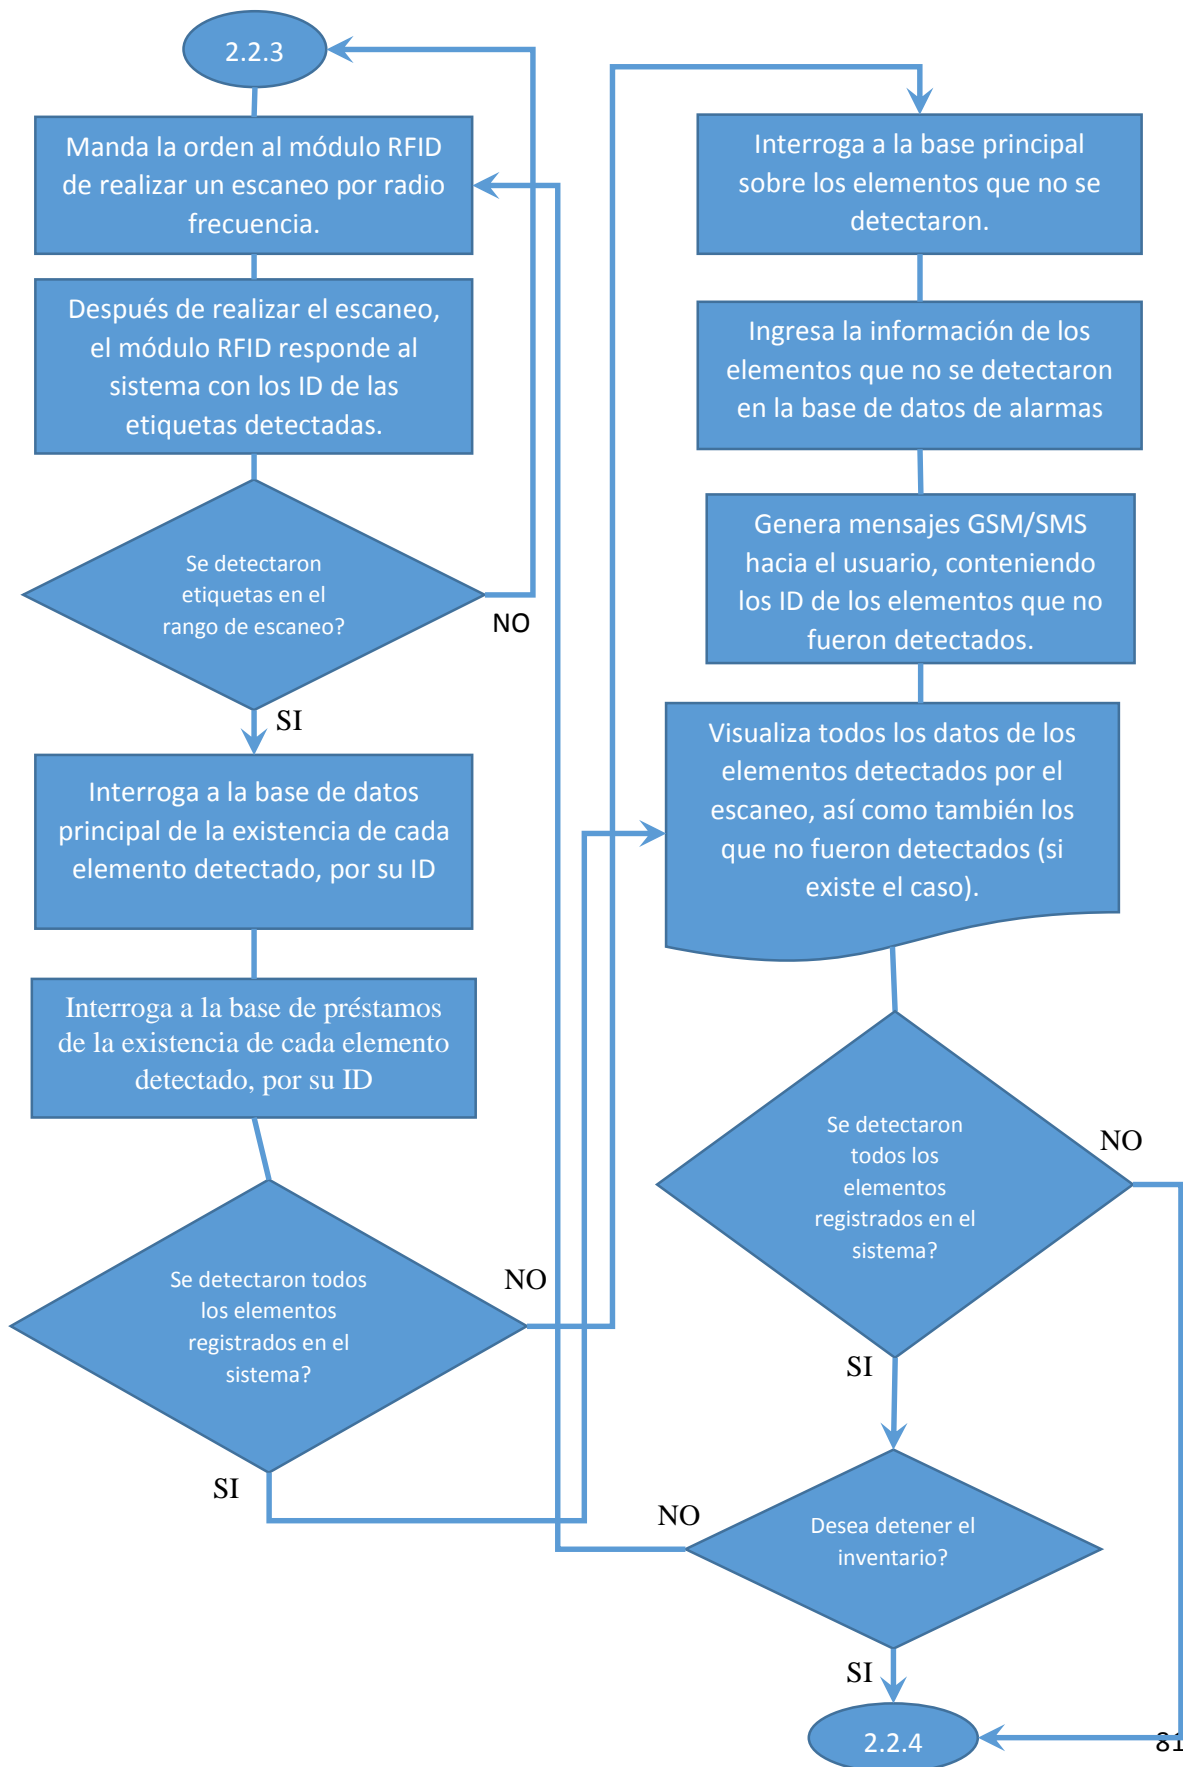 2.2.3
Manda la orden al módulo RFID
de realizar un escaneo por radio
frecuencia.
Después de realizar el escaneo,
el módulo RFID responde al
sistema con los ID de las
etiquetas detectadas.
Se detectaron
etiquetas en el
rango de escaneo?
NO
SI
Interroga a la base de datos
principal de la existencia de cada
elemento detectado, por su ID
Interroga a la base de préstamos
de la existencia de cada elemento
detectado, por su ID
Se detectaron todos
los elementos
registrados en el
sistema?
NO
SI
Interroga a la base principal
sobre los elementos que no se
detectaron.
Ingresa la información de los
elementos que no se detectaron
en la base de datos de alarmas
Genera mensajes GSM/SMS
hacia el usuario, conteniendo
los ID de los elementos que no
fueron detectados.
Visualiza todos los datos de los
elementos detectados por el
escaneo, así como también los
que no fueron detectados (si
existe el caso).
Se detectaron
todos los
elementos
registrados en el
sistema?
NO
SI
Desea detener el
inventario?
NO
SI
2.2.4
81